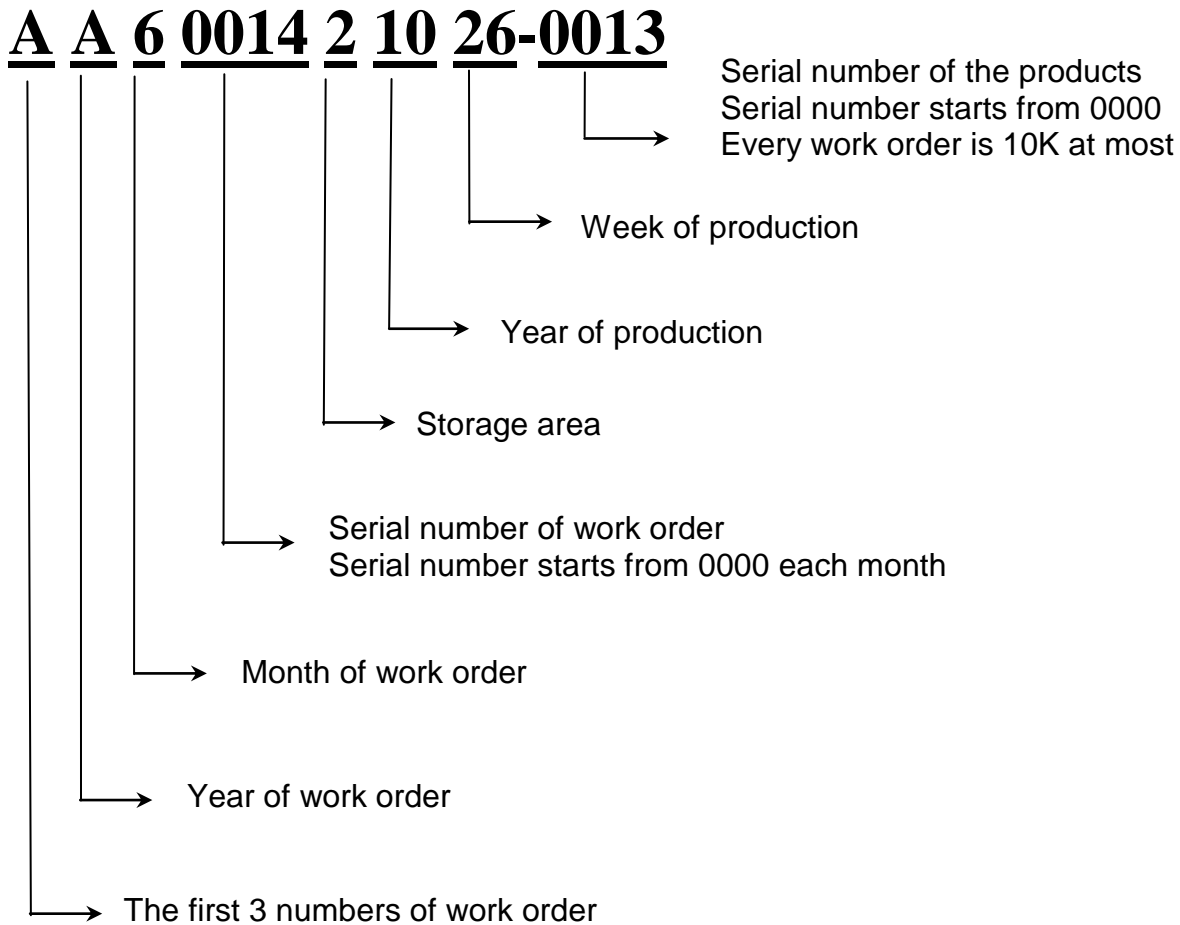 A A 6 0014 2 10 26-0013
Serial number of the products
Serial number starts from 0000
Every work order is 10K at most
Week of production
Year of production
Storage area
Serial number of work order
Serial number starts from 0000 each month
Month of work order
Year of work order
The first 3 numbers of work order